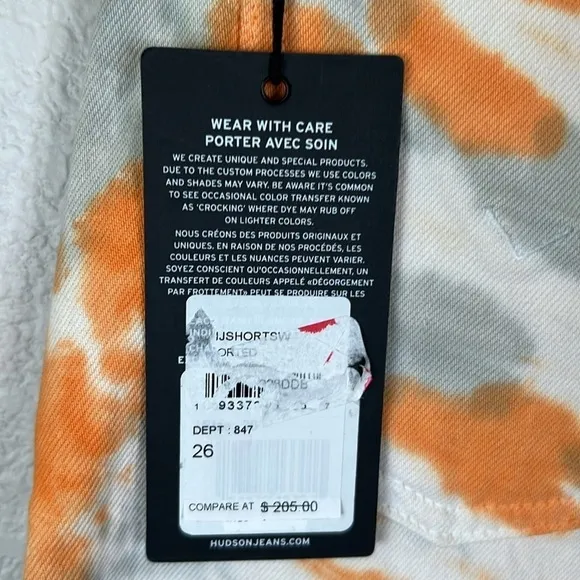 WEAR WITH CARE
PORTER AVEC SOIN
WE CREATE UNIQUE AND SPECIAL PRODUCTS.
DUE TO THE CUSTOM PROCESSES WE USE COLORS
AND SHADES MAY VARY. BE AWARE IT'S COMMON
TO SEE OCCASIONAL COLOR TRANSFER KNOWN
AS 'CROCKING' WHERE DYE MAY RUB OFF
ON LIGHTER COLORS.
NOUS CRÉONS DES PRODUITS ORIGINAUX ET
UNIQUES. EN RAISON DE NOS PROCÉDÉS, LES
COULEURS ET LES NUANCES PEUVENT VARIER.
SOYEZ CONSCIENT QU'OCCASIONNELLEMENT, UN
TRANSFERT DE COULEURS APPELÉ «DÉGORGEMENT
PAR FROTTEMENT» PEUT SE PRODUIRE SUR LES
DEPT : 847
26
COMPARE AT $ 205.00
HUDSONJEANS.COM